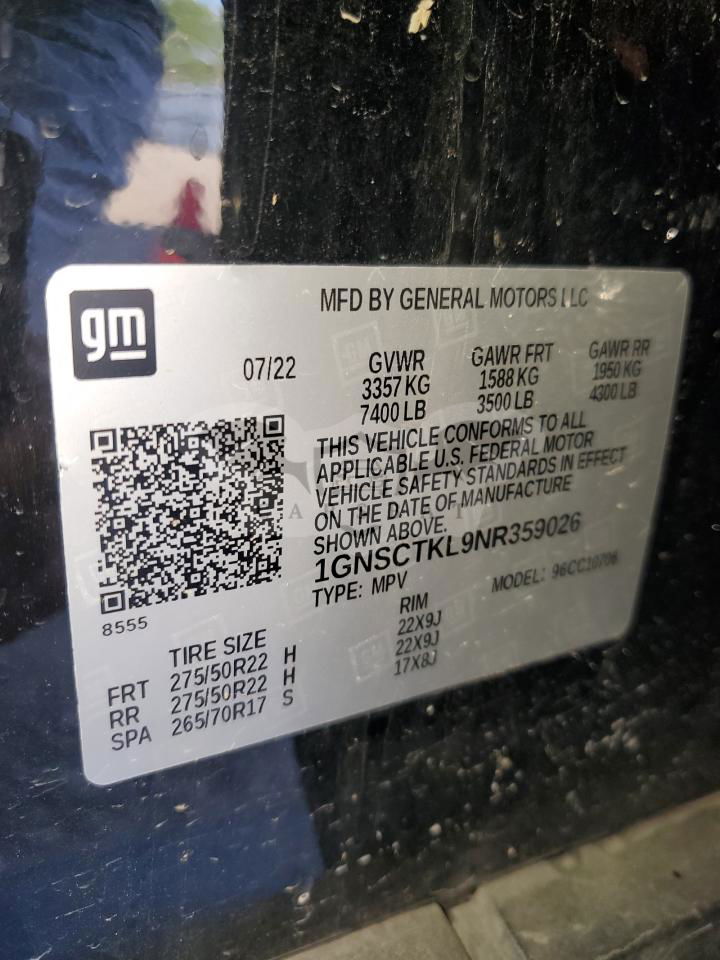 gm
MFD BY GENERAL MOTORS LLC
07/22
GVWR GAWR FRT GAWR RR
3357 KG 1588 KG 1950 KG
7400 LB 3500 LB 4300 LB
THIS VEHICLE CONFORMS TO ALL
APPLICABLE U.S. FEDERAL MOTOR
VEHICLE SAFETY STANDARDS IN EFFECT
ON THE DATE OF MANUFACTURE
SHOWN ABOVE.
1GNSCTKL9NR359026
TYPE: MPV MODEL: 96CC10706
8555
TIRE SIZE RIM
FRT 275/50R22 H 22X9J
RR 275/50R22 H 22X9J
SPA 265/70R17 S 17X8J